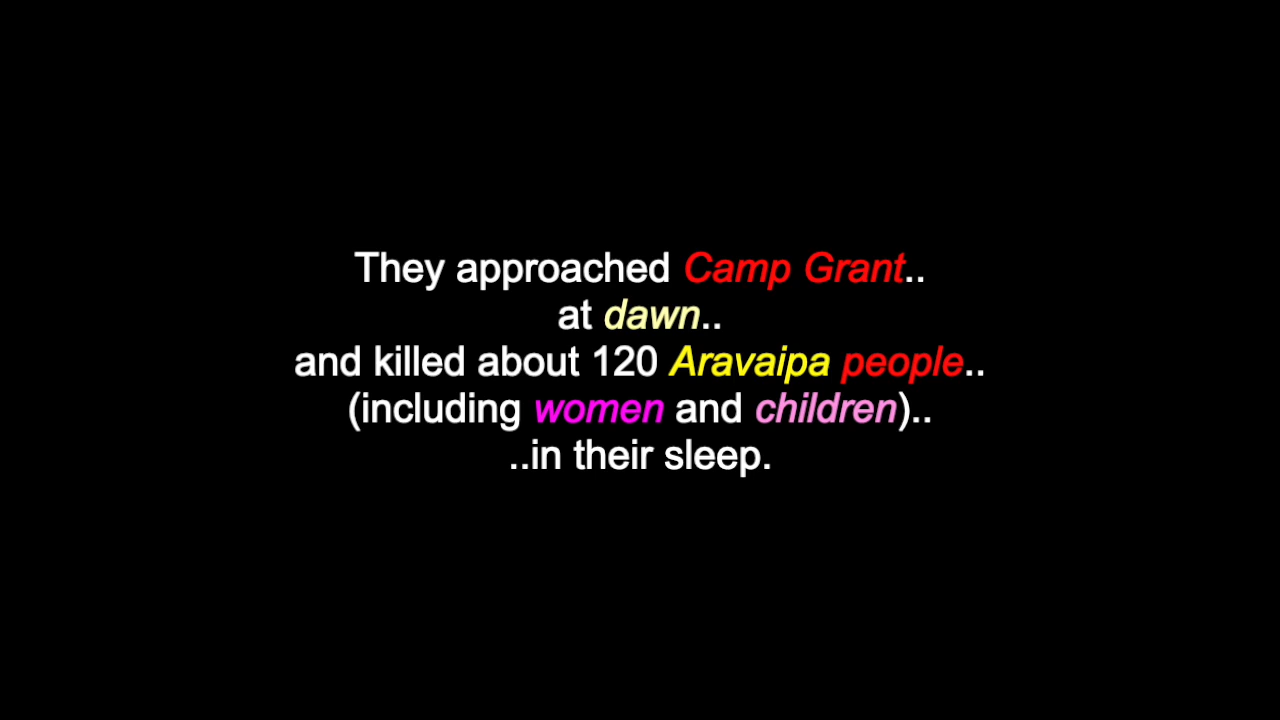 They approached Camp Grant..
at dawn..
and killed about 120 Aravaipa people..
(including women and children)..
..in their sleep.